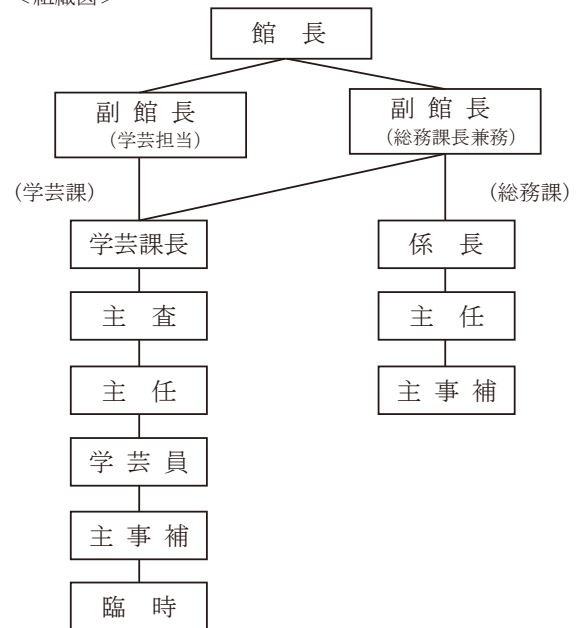 ＜組織図＞
館 長
副 館 長
（学芸担当）
副 館 長
（総務課長兼務）
（学芸課）
（総務課）
学芸課長
係 長
主 査
主 任
主 任
主 事 補
学 芸 員
主 事 補
臨 時